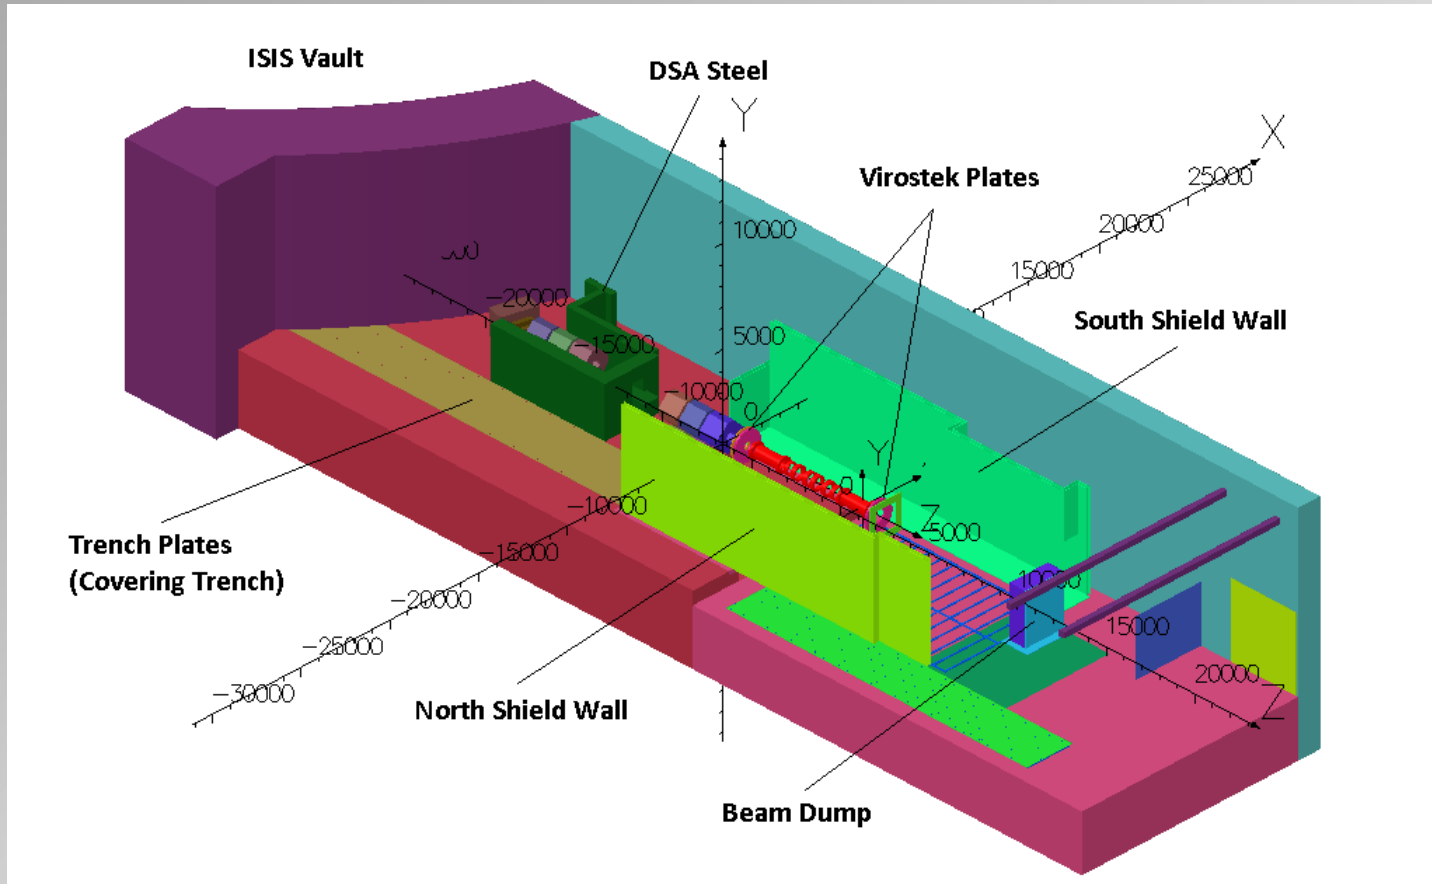 ISIS Vault
DSA Steel
Y
X
Virostek Plates
25000
20000
10000
15000
-20000
South Shield Wall
5000
-15000
-10000
0
Y
0
Z
5000
-10000
Trench Plates
(Covering Trench)
-15000
10000
-20000
15000
-25000
20000
-30000
Z
North Shield Wall
Beam Dump